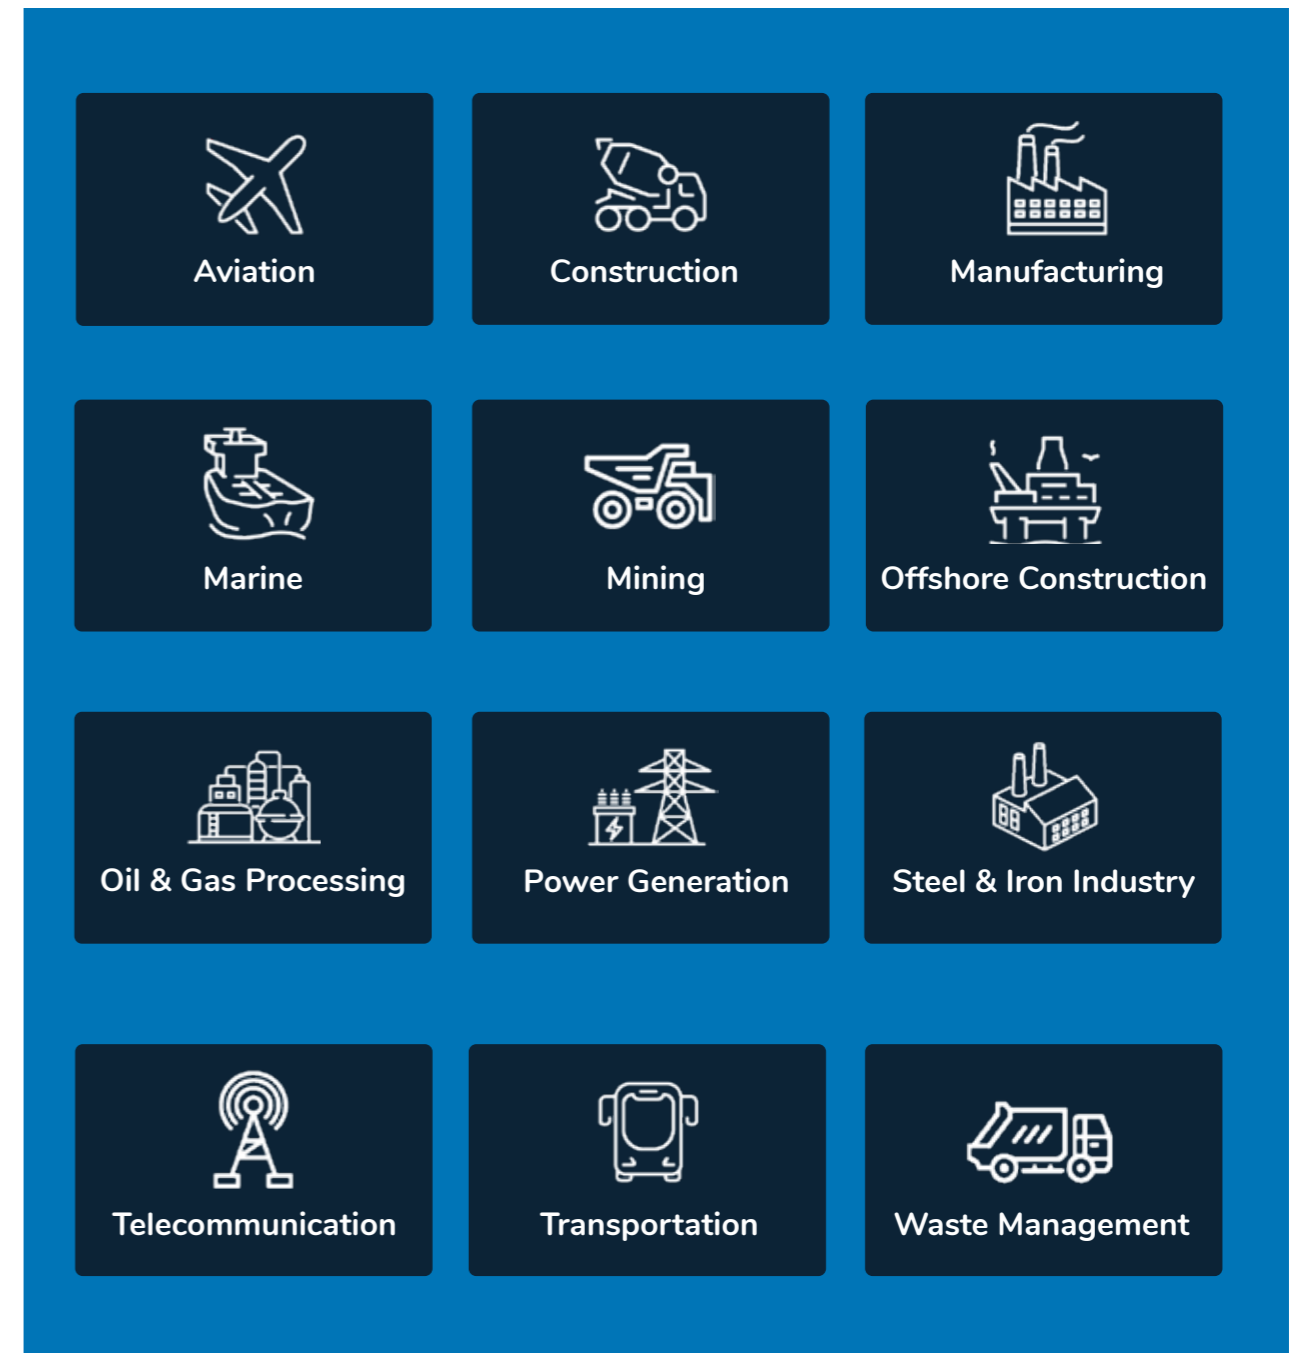 Aviation
Construction
Manufacturing
Marine
Mining
Offshore Construction
Oil & Gas Processing
Power Generation
Steel & Iron Industry
Telecommunication
Transportation
Waste Management